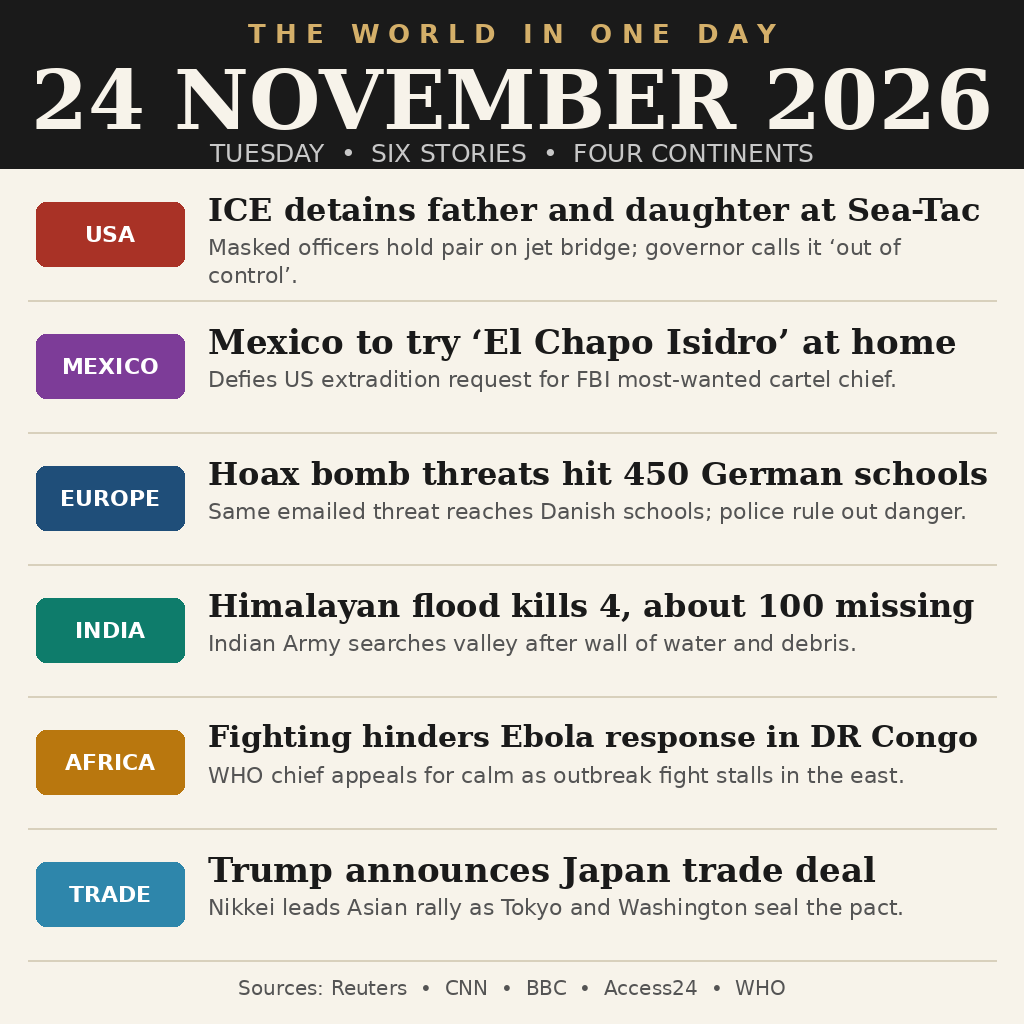 THE WORLD IN ONE DAY
24 NOVEMBER 2026
TUESDAY • SIX STORIES • FOUR CONTINENTS
USA
ICE detains father and daughter at Sea-Tac
Masked officers hold pair on jet bridge; governor calls it ‘out of
control’.
MEXICO
Mexico to try ‘El Chapo Isidro’ at home
Defies US extradition request for FBI most-wanted cartel chief.
EUROPE
Hoax bomb threats hit 450 German schools
Same emailed threat reaches Danish schools; police rule out danger.
INDIA
Himalayan flood kills 4, about 100 missing
Indian Army searches valley after wall of water and debris.
AFRICA
Fighting hinders Ebola response in DR Congo
WHO chief appeals for calm as outbreak fight stalls in the east.
TRADE
Trump announces Japan trade deal
Nikkei leads Asian rally as Tokyo and Washington seal the pact.
Sources: Reuters • CNN • BBC • Access24 • WHO